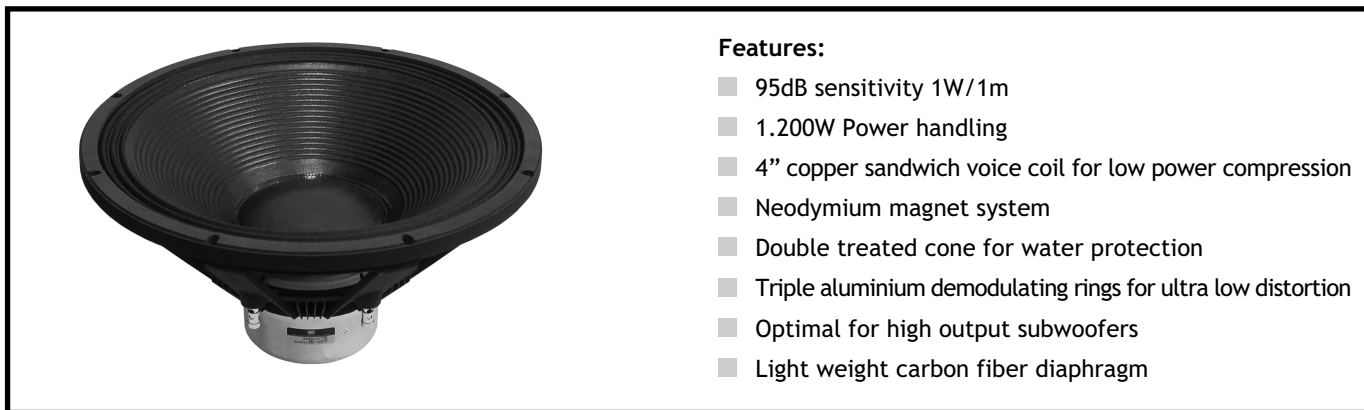 Features:
95dB sensitivity 1W/1m
1.200W Power handling
4” copper sandwich voice coil for low power compression
Neodymium magnet system
Double treated cone for water protection
Triple aluminium demodulating rings for ultra low distortion
Optimal for high output subwoofers
Light weight carbon fiber diaphragm